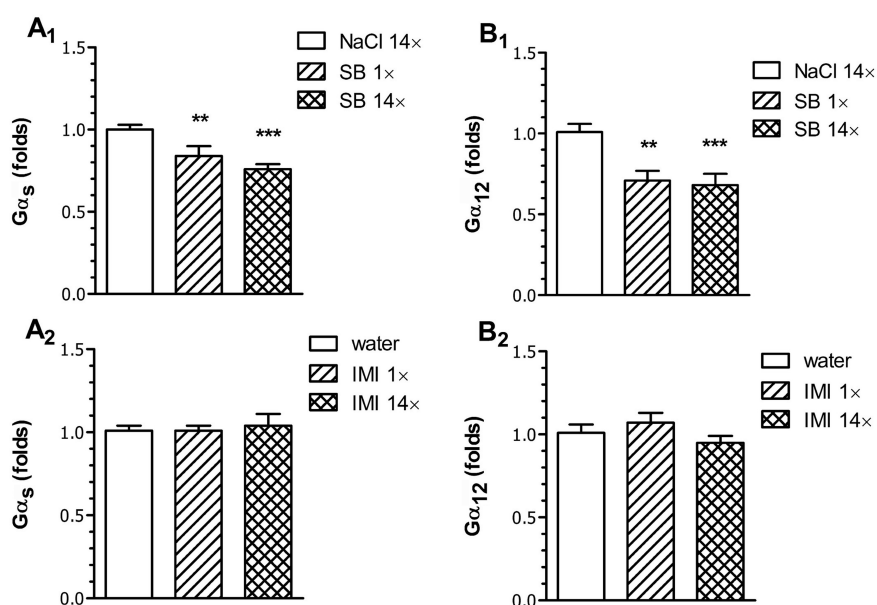 A1
NaCl 14×
SB 1×
SB 14×
Gαs (folds)
1.5
1.0
0.5
0.0
**
***
B1
NaCl 14×
SB 1×
SB 14×
Gα12 (folds)
1.5
1.0
0.5
0.0
**
***
A2
water
IMI 1×
IMI 14×
Gαs (folds)
1.5
1.0
0.5
0.0
B2
water
IMI 1×
IMI 14×
Gα12 (folds)
1.5
1.0
0.5
0.0